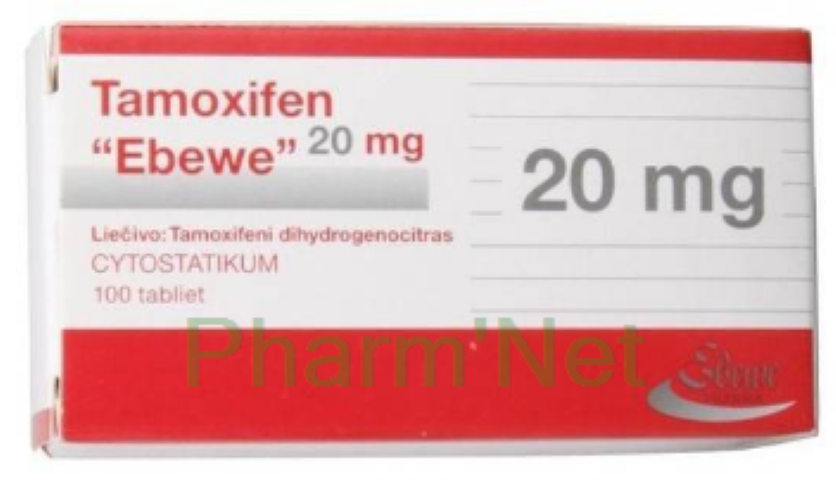 Tamoxifen
“Ebewe” 20 mg
20 mg
Liečivo: Tamoxifeni dihydrogenocitras
CYTOSTATIKUM
100 tabliet
Pharm'Net
Ebewe